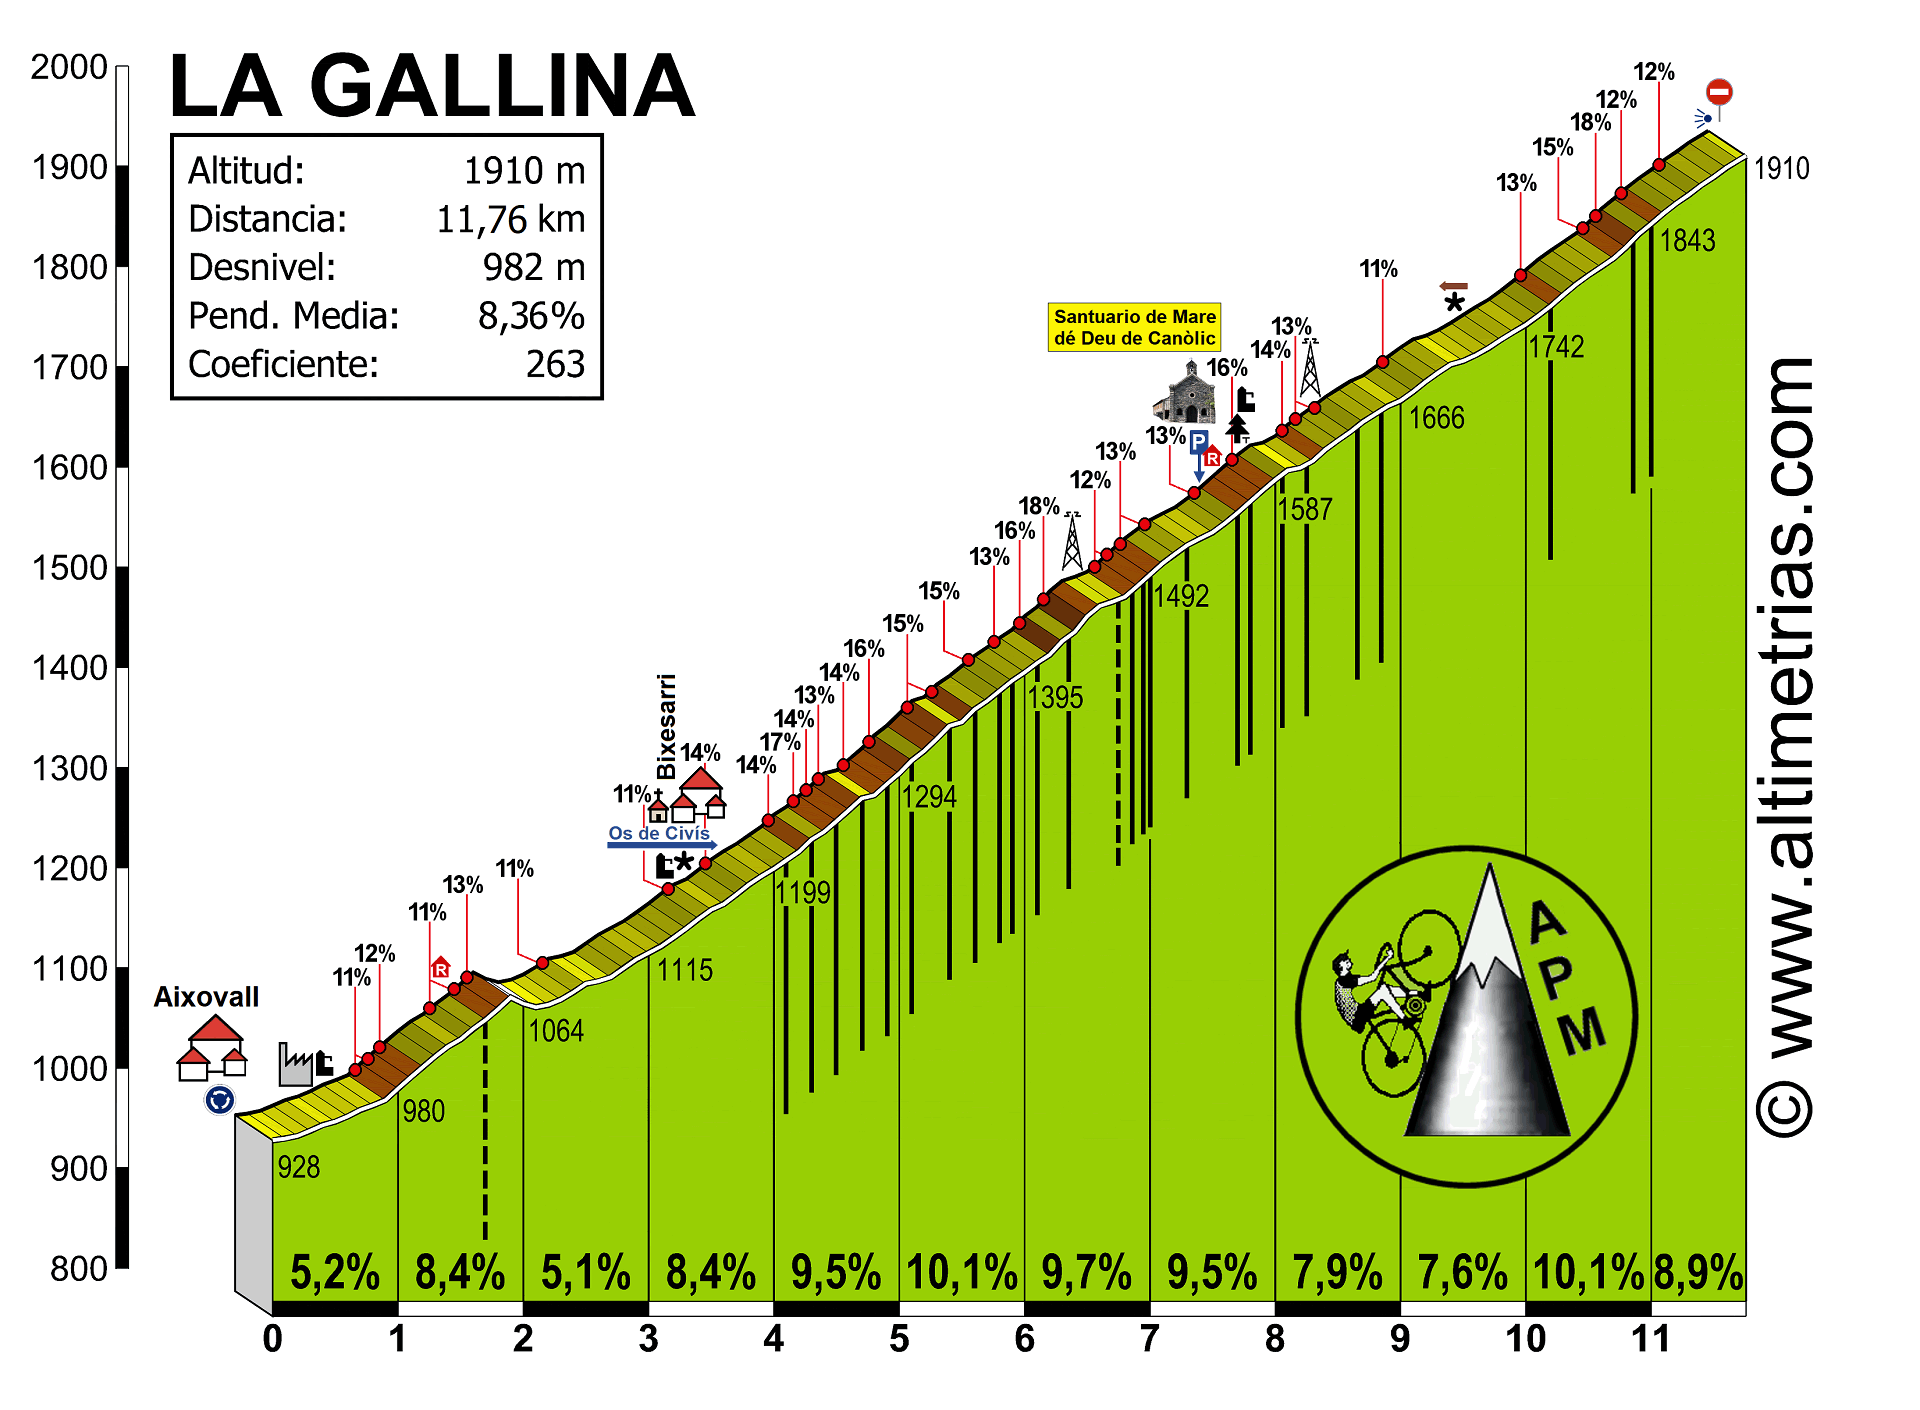 LA GALLINA
Altitud: 1910 m
Distancia: 11,76 km
Desnivel: 982 m
Pend. Media: 8,36%
Coeficiente: 263
2000
1900
1800
1700
1600
1500
1400
1300
1200
1100
1000
900
800
Aixovall
11%
12%
11%
R
13%
11%
11%
Bixesarri
14%
Os de Civís
14%
17%
14%
13%
14%
16%
15%
15%
13%
16%
18%
12%
13%
13%
Santuario de Mare
dé Deu de Canòlic
P
R
16%
14%
13%
11%
13%
15%
18%
12%
12%
928
980
1064
1115
1199
1294
1395
1492
1587
1666
1742
1843
1910
A
P
M
5,2% 8,4% 5,1% 8,4% 9,5% 10,1% 9,7% 9,5% 7,9% 7,6% 10,1% 8,9%
0 1 2 3 4 5 6 7 8 9 10 11
© www.altimetrias.com